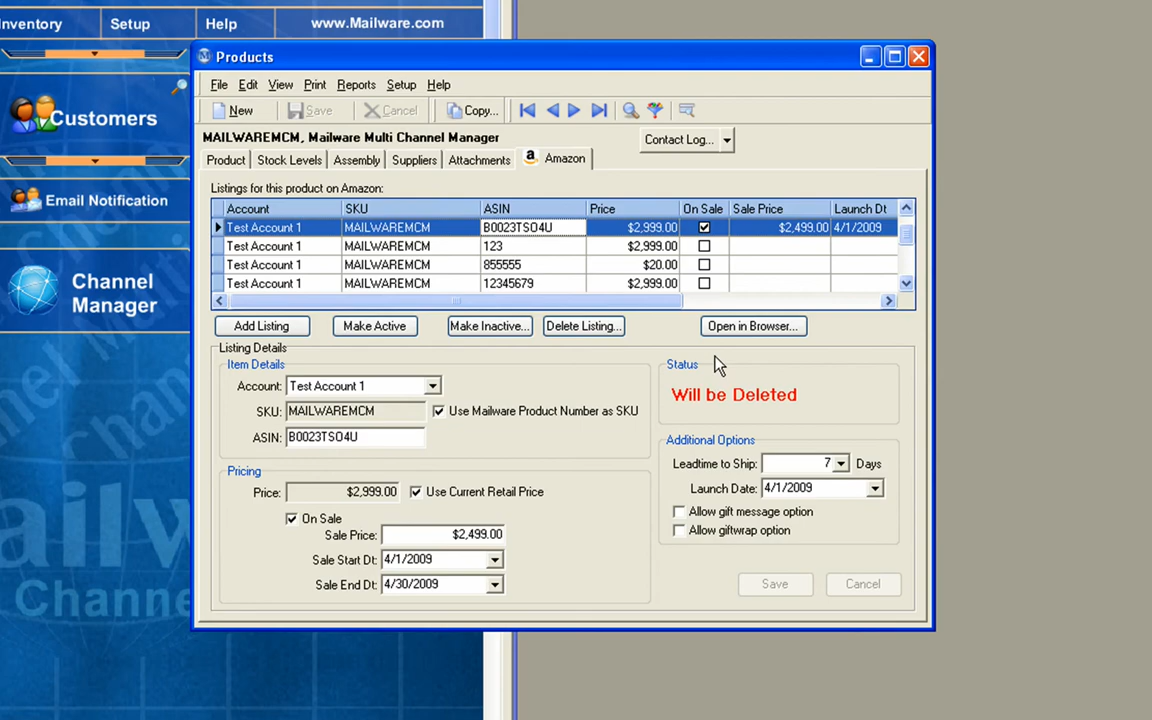 nventory Setup Help www.Mailware.com
Products
File Edit View Print Reports Setup Help
New Save Cancel Copy...
Customers
MAILWAREMCM, Mailware Multi Channel Manager
Contact Log...
Product Stock Levels Assembly Suppliers Attachments Amazon
Listings for this product on Amazon:
Email Notification
Account SKU ASIN Price On Sale Sale Price Launch Dt
Test Account 1 MAILWAREMCM B0023TSO4U $2,999.00 $2,499.00 4/1/2009
Test Account 1 MAILWAREMCM 123 $2,999.00
Test Account 1 MAILWAREMCM 855555 $20.00
Test Account 1 MAILWAREMCM 12345679 $2,999.00
Channel
Manager
Add Listing Make Active Make Inactive... Delete Listing... Open in Browser...
Listing Details
Item Details
Account: Test Account 1
SKU: MAILWAREMCM Use Mailware Product Number as SKU
ASIN: B0023TSO4U
Status
Will be Deleted
Pricing
Price: $2,999.00 Use Current Retail Price
On Sale
Sale Price: $2,499.00
Sale Start Dt: 4/1/2009
Sale End Dt: 4/30/2009
Additional Options
Leadtime to Ship: 7 Days
Launch Date: 4/1/2009
Allow gift message option
Allow giftwrap option
Save Cancel